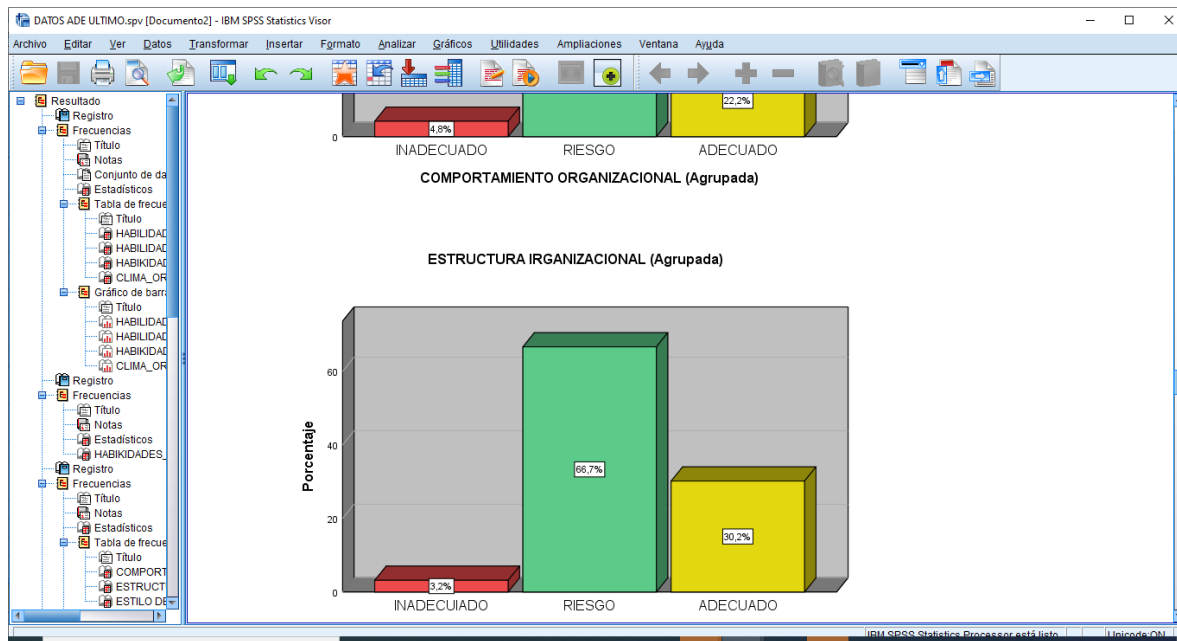 DATOS ADE ULTIMO.spv [Documento2] - IBM SPSS Statistics Visor
Archivo Editar Ver Datos Transformar Insertar Formato Analizar Gráficos Utilidades Ampliaciones Ventana Ayuda
Resultado
Registro
Frecuencias
Título
Notas
Conjunto de da
Estadísticos
Tabla de frecue
Título
HABILIDAD
HABILIDAD
HABIKIDAD
CLIMA_OR
Gráfico de barra
Título
HABILIDAD
HABILIDAD
HABIKIDAD
CLIMA_OR
Registro
Frecuencias
Título
Notas
Estadísticos
HABIKIDADES_
Registro
Frecuencias
Título
Notas
Estadísticos
Tabla de frecue
Título
COMPORT
ESTRUCT
ESTILO DE
22,2%
4,8%
0
INADECUADO RIESGO ADECUADO
COMPORTAMIENTO ORGANIZACIONAL (Agrupada)
ESTRUCTURA IRGANIZACIONAL (Agrupada)
Porcentaje
60
40
20
0
66,7%
30,2%
3,2%
INADECUIADO RIESGO ADECUADO
IBM SPSS Statistics Processor está listo
Unicode:ON